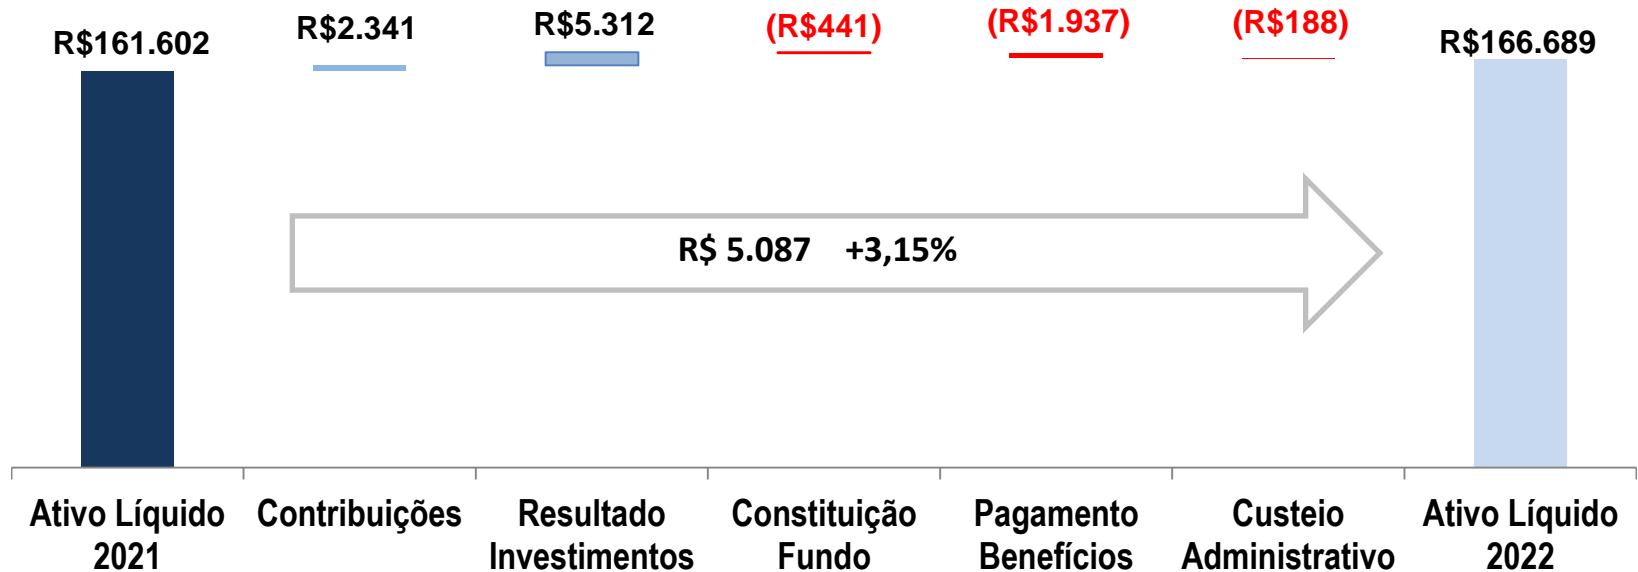 R$161.602
R$2.341
R$5.312
(R$441)
(R$1.937)
(R$188)
R$166.689
R$ 5.087 +3,15%
Ativo Líquido
2021
Contribuições
Resultado
Investimentos
Constituição
Fundo
Pagamento
Benefícios
Custeio
Administrativo
Ativo Líquido
2022